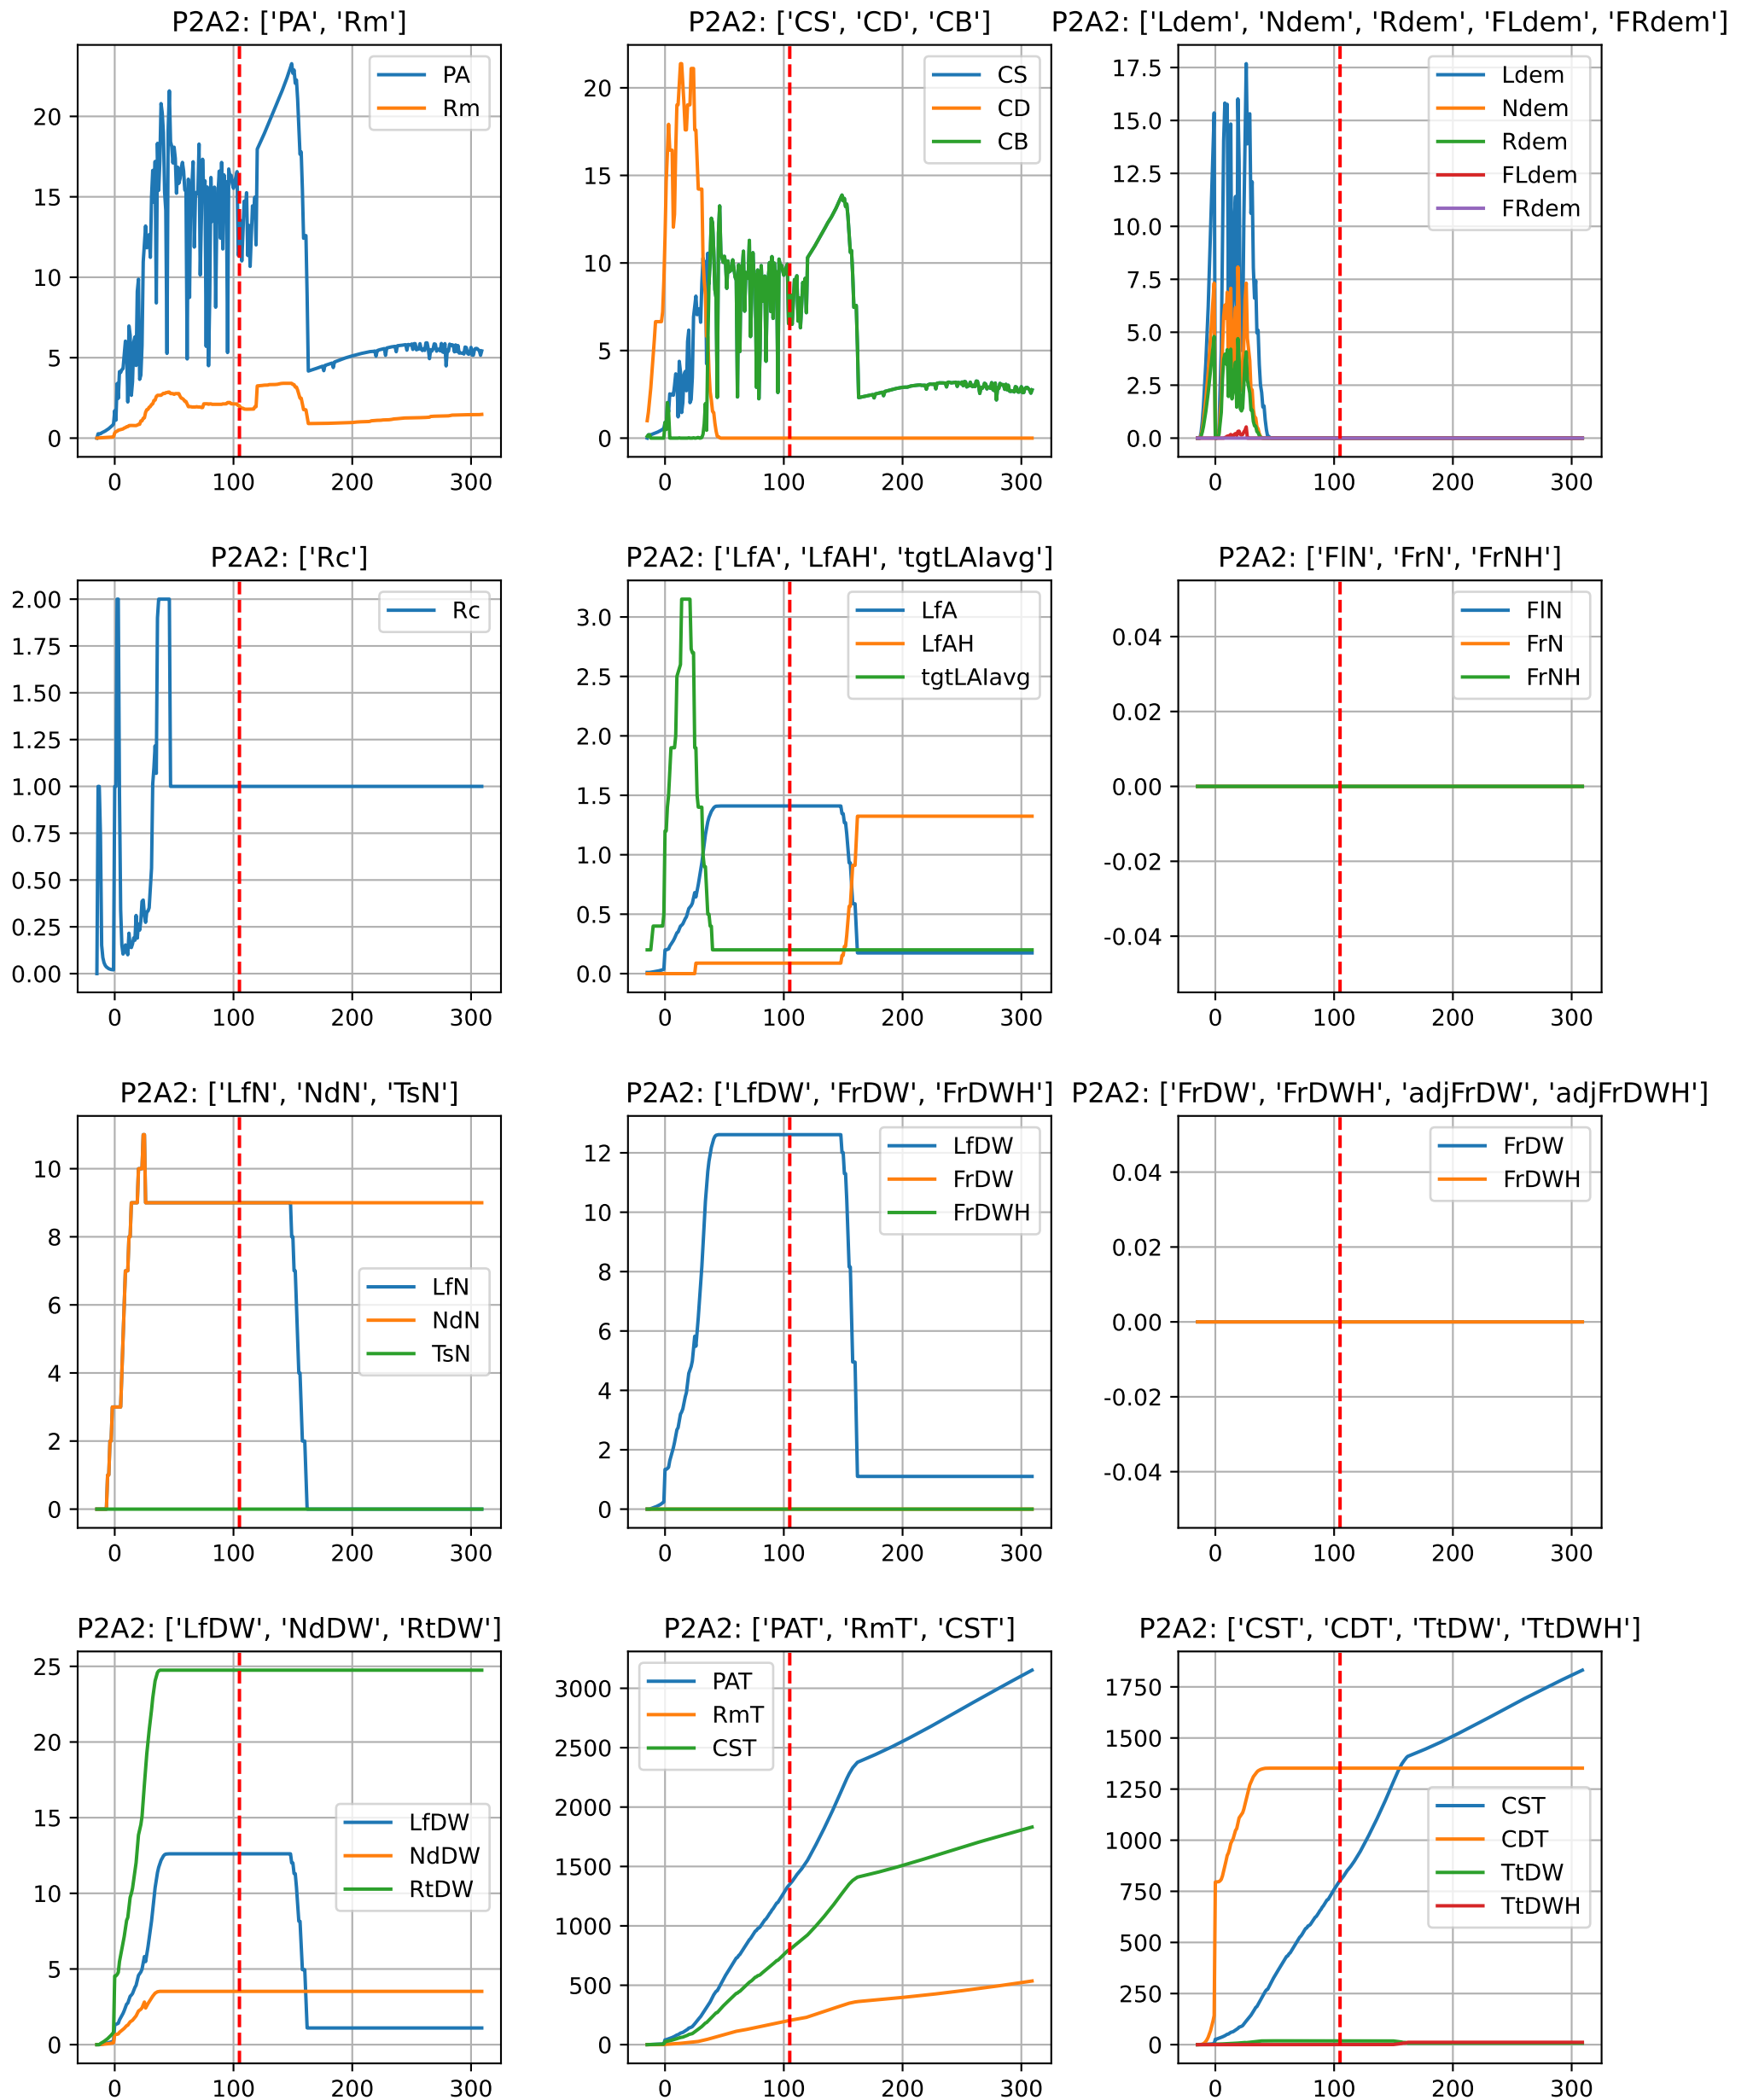 P2A2: ['PA', 'Rm']
PA
Rm
20
15
10
5
0
0 100 200 300
P2A2: ['CS', 'CD', 'CB']
CS
CD
CB
20
15
10
5
0
0 100 200 300
P2A2: ['Ldem', 'Ndem', 'Rdem', 'FLdem', 'FRdem']
Ldem
Ndem
Rdem
FLdem
FRdem
17.5
15.0
12.5
10.0
7.5
5.0
2.5
0.0
0 100 200 300
P2A2: ['Rc']
Rc
2.00
1.75
1.50
1.25
1.00
0.75
0.50
0.25
0.00
0 100 200 300
P2A2: ['LfA', 'LfAH', 'tgtLAIavg']
LfA
LfAH
tgtLAIavg
3.0
2.5
2.0
1.5
1.0
0.5
0.0
0 100 200 300
P2A2: ['FlN', 'FrN', 'FrNH']
FlN
FrN
FrNH
0.04
0.02
0.00
-0.02
-0.04
0 100 200 300
P2A2: ['LfN', 'NdN', 'TsN']
LfN
NdN
TsN
10
8
6
4
2
0
0 100 200 300
P2A2: ['LfDW', 'FrDW', 'FrDWH']
LfDW
FrDW
FrDWH
12
10
8
6
4
2
0
0 100 200 300
P2A2: ['FrDW', 'FrDWH', 'adjFrDW', 'adjFrDWH']
FrDW
FrDWH
0.04
0.02
0.00
-0.02
-0.04
0 100 200 300
P2A2: ['LfDW', 'NdDW', 'RtDW']
LfDW
NdDW
RtDW
25
20
15
10
5
0
0 100 200 300
P2A2: ['PAT', 'RmT', 'CST']
PAT
RmT
CST
3000
2500
2000
1500
1000
500
0
0 100 200 300
P2A2: ['CST', 'CDT', 'TtDW', 'TtDWH']
CST
CDT
TtDW
TtDWH
1750
1500
1250
1000
750
500
250
0
0 100 200 300